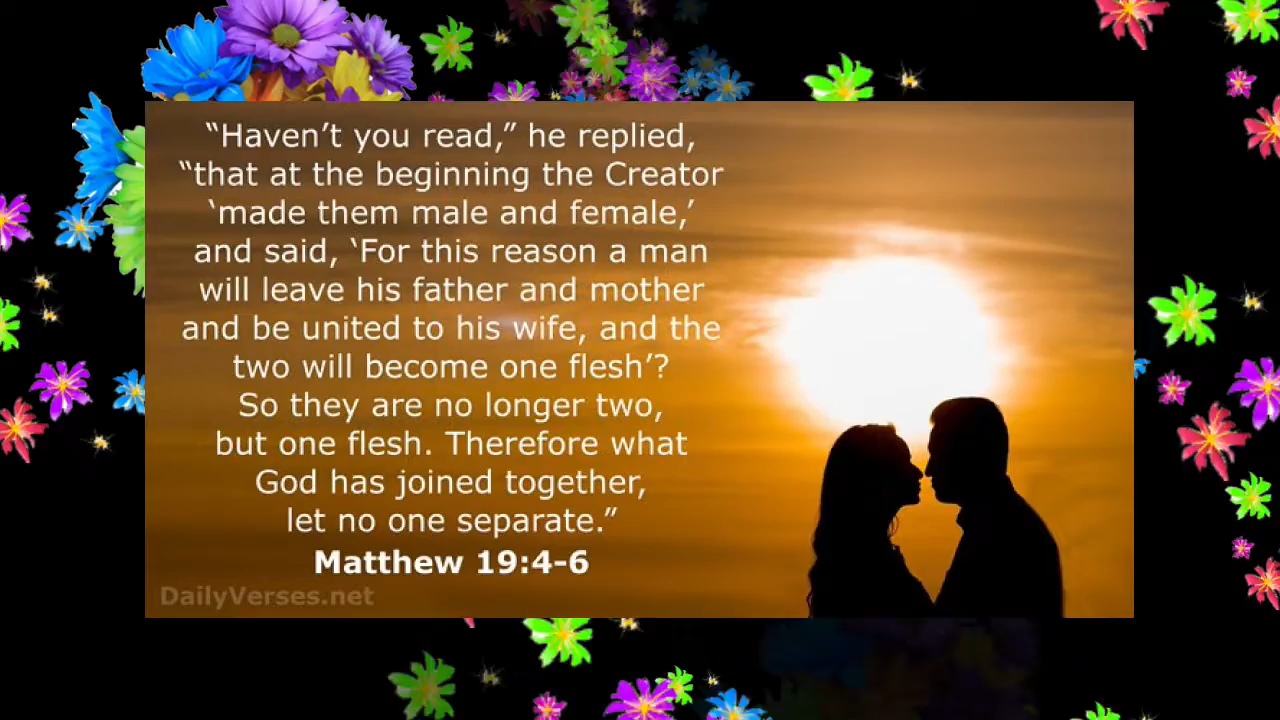 “Haven’t you read,” he replied,
“that at the beginning the Creator
‘made them male and female,’
and said, ‘For this reason a man
will leave his father and mother
and be united to his wife, and the
two will become one flesh’?
So they are no longer two,
but one flesh. Therefore what
God has joined together,
let no one separate.”
Matthew 19:4-6
DailyVerses.net